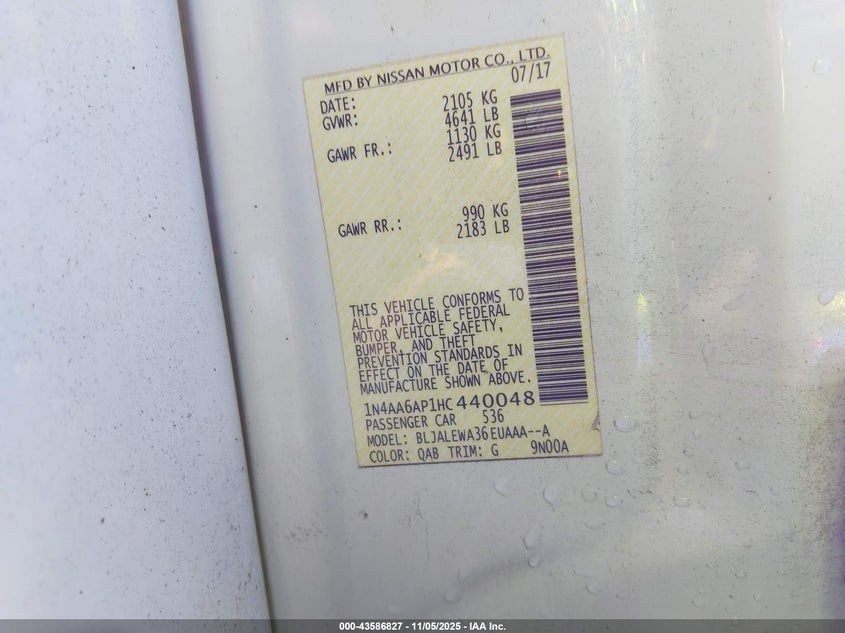 MFD BY NISSAN MOTOR CO., LTD.
DATE: 07/17
GVWR: 2105 KG
4641 LB
GAWR FR.: 1130 KG
2491 LB
GAWR RR.: 990 KG
2183 LB
THIS VEHICLE CONFORMS TO
ALL APPLICABLE FEDERAL
MOTOR VEHICLE SAFETY,
BUMPER, AND THEFT
PREVENTION STANDARDS IN
EFFECT ON THE DATE OF
MANUFACTURE SHOWN ABOVE.
1N4AA6AP1HC440048
PASSENGER CAR 536
MODEL: BLJALEWA36EUAAA--A
COLOR: QAB TRIM: G 9N00A
000-43586827 - 11/05/2025 - IAA Inc.